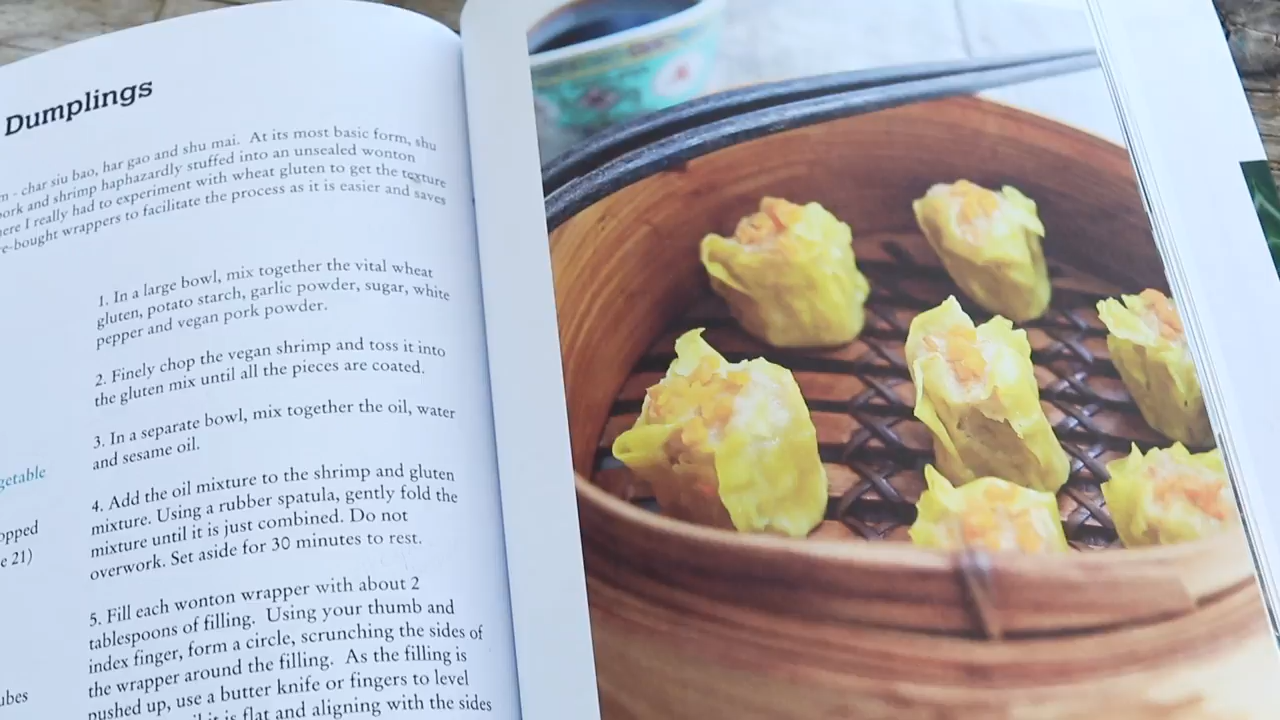 Dumplings
- char siu bao, har gao and shu mai.  At its most basic form, shu
and shrimp haphazardly stuffed into an unsealed wonton
I really had to experiment with wheat gluten to get the texture
-bought wrappers to facilitate the process as it is easier and saves
1. In a large bowl, mix together the vital wheat
gluten, potato starch, garlic powder, sugar, white
pepper and vegan pork powder.
2. Finely chop the vegan shrimp and toss it into
the gluten mix until all the pieces are coated.
3. In a separate bowl, mix together the oil, water
and sesame oil.
4. Add the oil mixture to the shrimp and gluten
mixture. Using a rubber spatula, gently fold the
mixture until it is just combined. Do not
overwork. Set aside for 30 minutes to rest.
5. Fill each wonton wrapper with about 2
tablespoons of filling.  Using your thumb and
index finger, form a circle, scrunching the sides of
the wrapper around the filling.  As the filling is
pushed up, use a butter knife or fingers to level
it is flat and aligning with the sides
getable
opped
e 21)
ubes